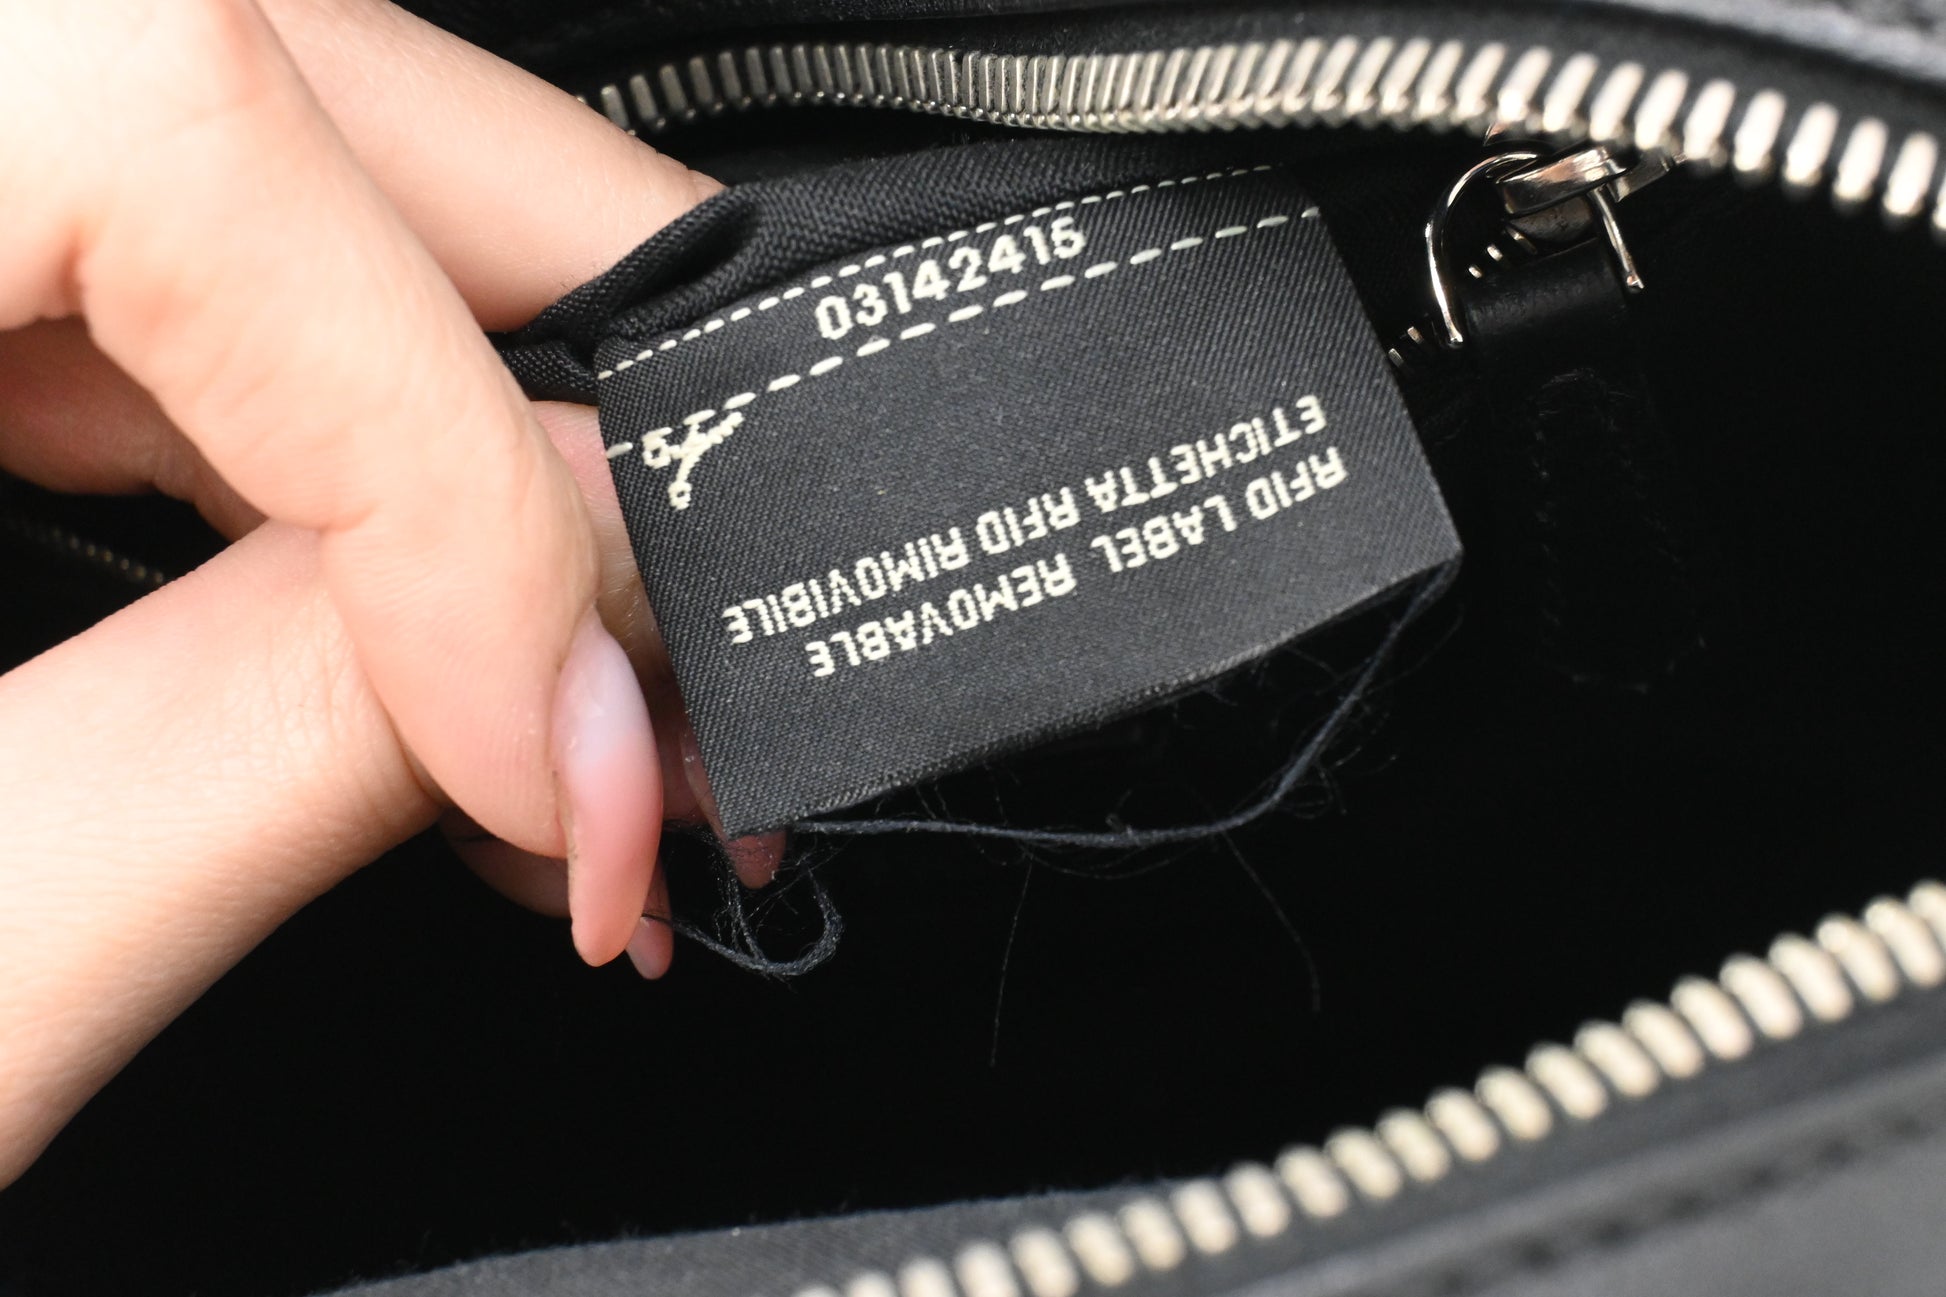 03142415
RFID LABEL REMOVABLE
ETICHETTA RFID RIMOVIBILE